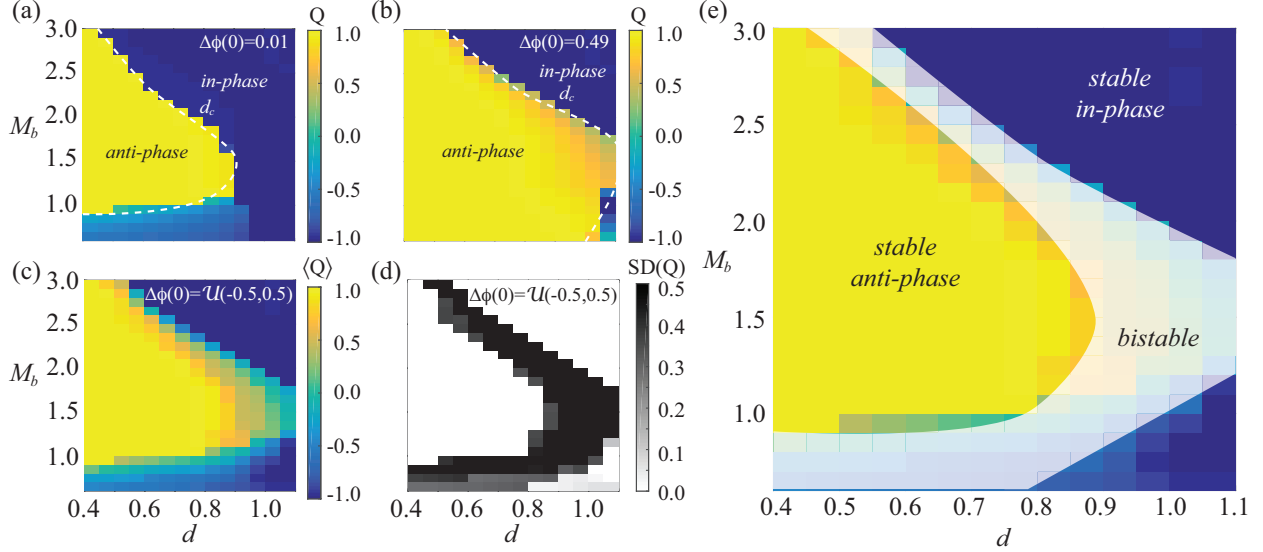 (a)
Q
Δϕ(0)=0.01
in-phase
d_c
anti-phase
M_b
3.0
2.5
2.0
1.5
1.0
1.0
0.5
0.0
-0.5
-1.0
(b)
Q
Δϕ(0)=0.49
in-phase
d_c
anti-phase
1.0
0.5
0.0
-0.5
-1.0
(c)
⟨Q⟩
Δϕ(0)=𝒰(-0.5,0.5)
M_b
3.0
2.5
2.0
1.5
1.0
0.4 0.6 0.8 1.0
d
1.0
0.5
0.0
-0.5
-1.0
(d)
SD(Q)
Δϕ(0)=𝒰(-0.5,0.5)
0.4 0.6 0.8 1.0
d
0.5
0.4
0.3
0.2
0.1
0.0
(e)
3.0
2.5
2.0
1.5
1.0
M_b
stable
in-phase
stable
anti-phase
bistable
0.4 0.5 0.6 0.7 0.8 0.9 1.0 1.1
d